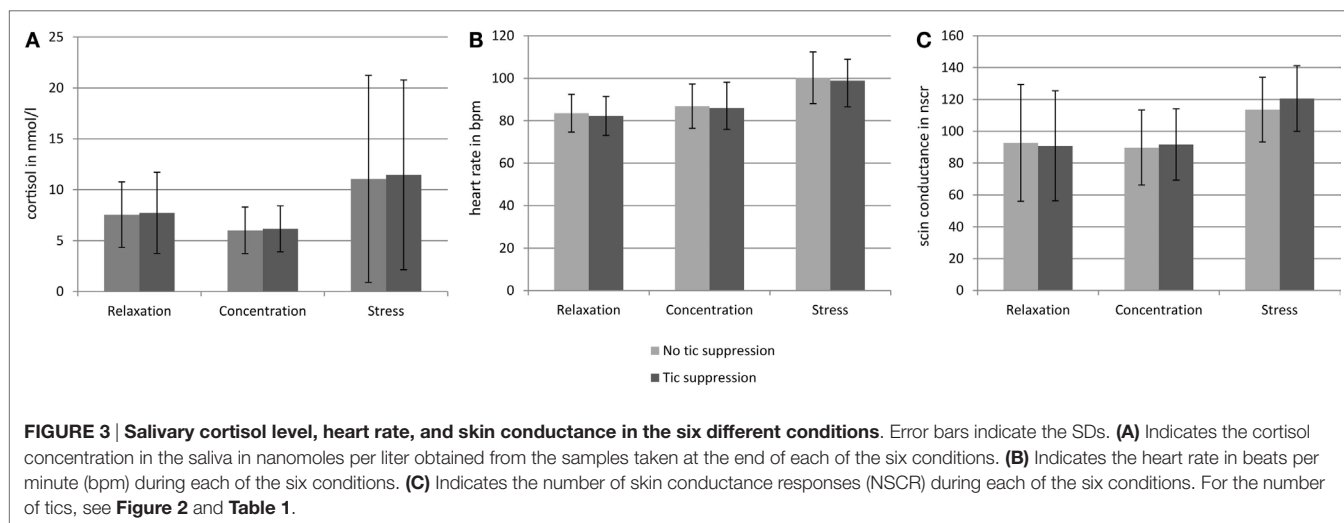 A
25
20
15
10
5
0
cortisol in nmol/l
Relaxation Concentration Stress
B
120
100
80
60
40
20
0
heart rate in bpm
Relaxation Concentration Stress
C
160
140
120
100
80
60
40
20
0
scin conductance in nscr
Relaxation Concentration Stress
No tic suppression
Tic suppression
FIGURE 3 | Salivary cortisol level, heart rate, and skin conductance in the six different conditions. Error bars indicate the SDs. (A) Indicates the cortisol
concentration in the saliva in nanomoles per liter obtained from the samples taken at the end of each of the six conditions. (B) Indicates the heart rate in beats per
minute (bpm) during each of the six conditions. (C) Indicates the number of skin conductance responses (NSCR) during each of the six conditions. For the number
of tics, see Figure 2 and Table 1.